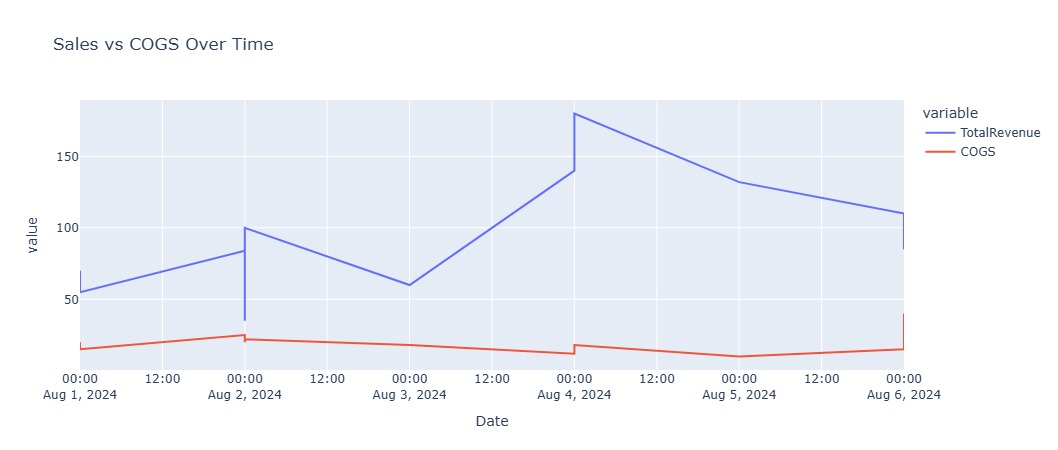 Sales vs COGS Over Time
variable
TotalRevenue
COGS
value
150
100
50
00:00 12:00 00:00 12:00 00:00 12:00 00:00 12:00 00:00 12:00 00:00
Aug 1, 2024 Aug 2, 2024 Aug 3, 2024 Aug 4, 2024 Aug 5, 2024 Aug 6, 2024
Date